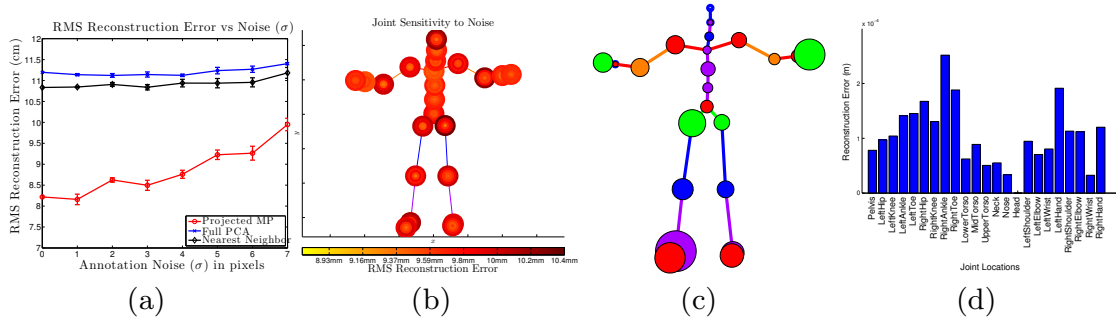 RMS Reconstruction Error vs Noise (σ)
RMS Reconstruction Error (cm)
12
11.5
11
10.5
10
9.5
9
8.5
8
7.5
7
0 1 2 3 4 5 6 7
Projected MP
Full PCA
Nearest Neighbor
Annotation Noise (σ) in pixels
(a)
Joint Sensitivity to Noise
y
x
8.93mm 9.16mm 9.37mm 9.59mm 9.8mm 10mm 10.2mm 10.4mm
RMS Reconstruction Error
(b)
(c)
Reconstruction Error (m)
2
1
0
Pelvis
LeftHip
LeftKnee
LeftAnkle
LeftToe
RightHip
RightKnee
RightAnkle
RightToe
LowerTorso
MidTorso
UpperTorso
Neck
Nose
Head
LeftShoulder
LeftElbow
LeftWrist
LeftHand
RightShoulder
RightElbow
RightWrist
RightHand
Joint Locations
(d)